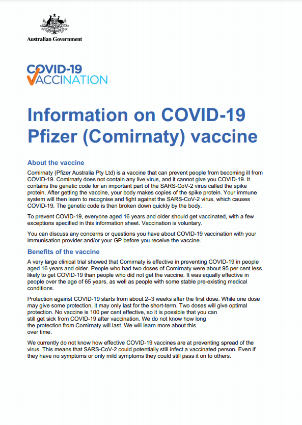 Australian Government
COVID-19
VACCINATION
Information on COVID-19
Pfizer (Comirnaty) vaccine
About the vaccine
Comirnaty (Pfizer Australia Pty Ltd) is a vaccine that can prevent people from becoming ill from
COVID-19. Comirnaty does not contain any live virus, and it cannot give you COVID-19. It
contains the genetic code for an important part of the SARS-CoV-2 virus called the spike
protein. After getting the vaccine, your body makes copies of the spike protein. Your immune
system will then learn to recognise and fight against the SARS-CoV-2 virus, which causes
COVID-19. The genetic code is then broken down quickly by the body.
To prevent COVID-19, everyone aged 16 years and older should get vaccinated, with a few
exceptions specified in this information sheet. Vaccination is voluntary.
You can discuss any concerns or questions you have about COVID-19 vaccination with your
immunisation provider and/or your GP before you receive the vaccine.
Benefits of the vaccine
A very large clinical trial showed that Comirnaty is effective in preventing COVID-19 in people
aged 16 years and older. People who had two doses of Comirnaty were about 95 per cent less
likely to get COVID-19 than people who did not get the vaccine. It was equally effective in
people over the age of 65 years, as well as people with some stable pre-existing medical
conditions.
Protection against COVID-19 starts from about 2–3 weeks after the first dose. While one dose
may give some protection, it may only last for the short-term. Two doses will give optimal
protection. No vaccine is 100 per cent effective, so it is possible that you can
still get sick from COVID-19 after vaccination. We do not know how long
the protection from Comirnaty will last. We will learn more about this
over time.
We currently do not know how effective COVID-19 vaccines are at preventing spread of the
virus. This means that SARS-CoV-2 could potentially still infect a vaccinated person. Even if
they have no symptoms or only mild symptoms they could still pass it on to others.